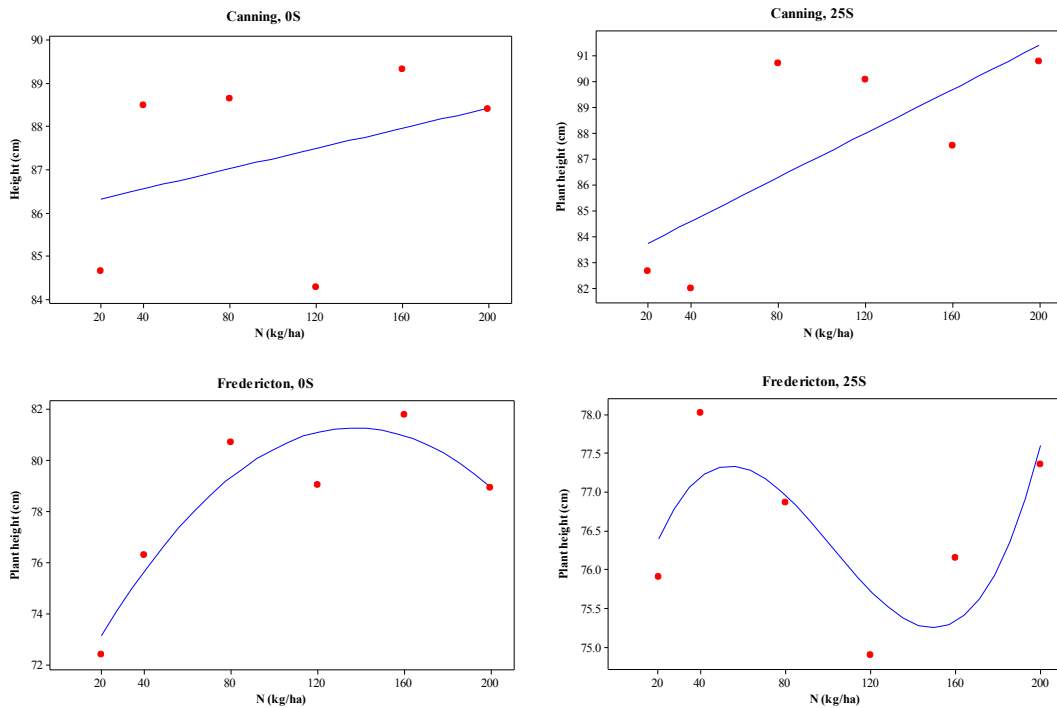 Canning, 0S
Height (cm)
90
89
88
87
86
85
84
20 40 80 120 160 200
N (kg/ha)
Canning, 25S
Plant height (cm)
91
90
89
88
87
86
85
84
83
82
20 40 80 120 160 200
N (kg/ha)
Fredericton, 0S
Plant height (cm)
82
80
78
76
74
72
20 40 80 120 160 200
N (kg/ha)
Fredericton, 25S
Plant height (cm)
78.0
77.5
77.0
76.5
76.0
75.5
75.0
20 40 80 120 160 200
N (kg/ha)